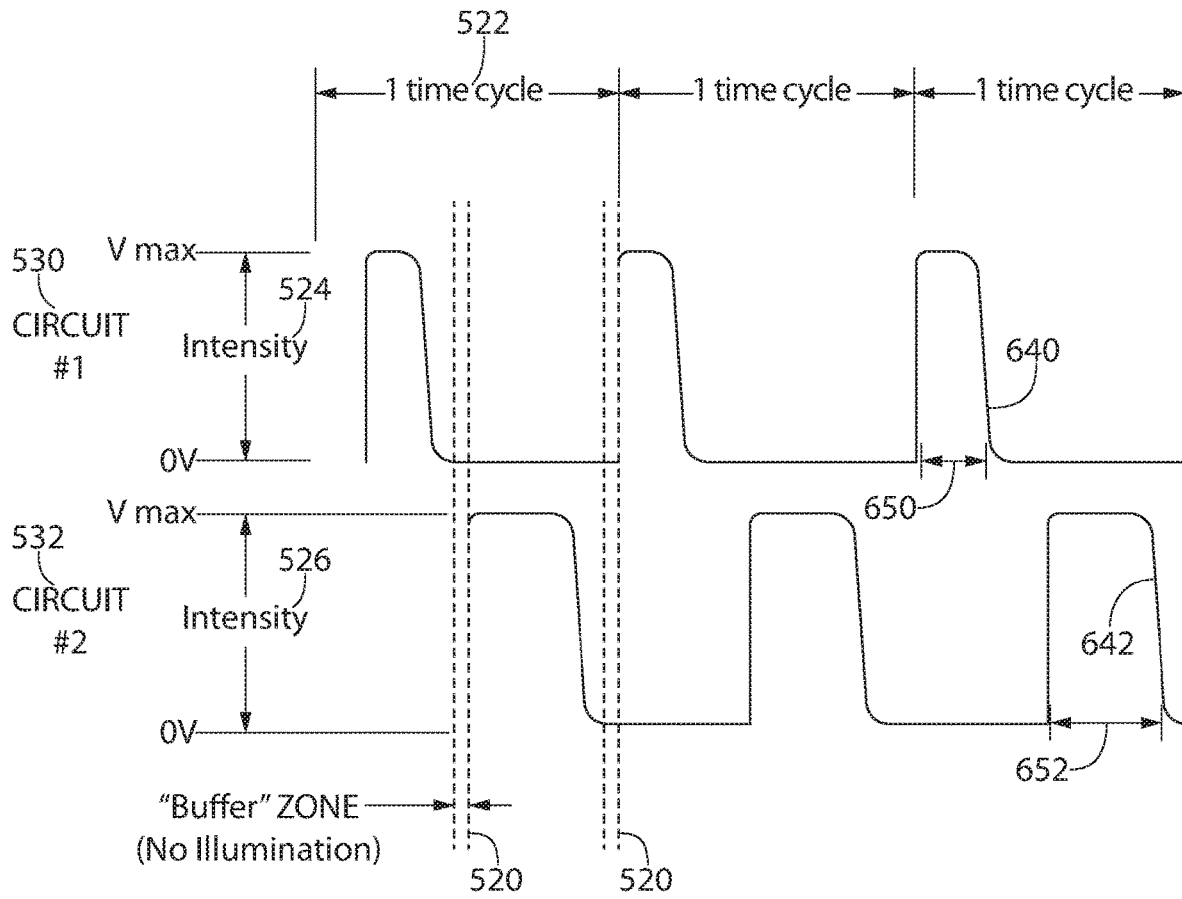 522
1 time cycle
1 time cycle
1 time cycle
530
CIRCUIT
#1
V max
524
Intensity
0V
640
650
532
CIRCUIT
#2
V max
526
Intensity
0V
642
652
“Buffer” ZONE
(No Illumination)
520
520